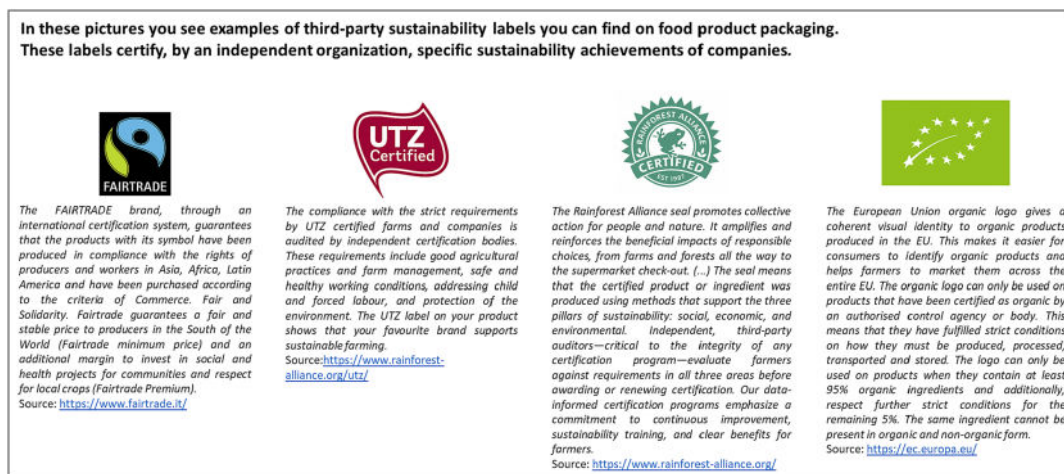 In these pictures you see examples of third-party sustainability labels you can find on food product packaging.
These labels certify, by an independent organization, specific sustainability achievements of companies.
FAIRTRADE
The FAIRTRADE brand, through an
international certification system, guarantees
that the products with its symbol have been
produced in compliance with the rights of
producers and workers in Asia, Africa, Latin
America and have been purchased according
to the criteria of Commerce. Fair and
Solidarity. Fairtrade guarantees a fair and
stable price to producers in the South of the
World (Fairtrade minimum price) and an
additional margin to invest in social and
health projects for communities and respect
for local crops (Fairtrade Premium).
Source: https://www.fairtrade.it/
UTZ
Certified
The compliance with the strict requirements
by UTZ certified farms and companies is
audited by independent certification bodies.
These requirements include good agricultural
practices and farm management, safe and
healthy working conditions, addressing child
and forced labour, and protection of the
environment. The UTZ label on your product
shows that your favourite brand supports
sustainable farming.
Source:https://www.rainforest-
alliance.org/utz/
RAINFOREST ALLIANCE
CERTIFIED
EST 1987
The Rainforest Alliance seal promotes collective
action for people and nature. It amplifies and
reinforces the beneficial impacts of responsible
choices, from farms and forests all the way to
the supermarket check-out. (...) The seal means
that the certified product or ingredient was
produced using methods that support the three
pillars of sustainability: social, economic, and
environmental. Independent, third-party
auditors—critical to the integrity of any
certification program—evaluate farmers
against requirements in all three areas before
awarding or renewing certification. Our data-
informed certification programs emphasize a
commitment to continuous improvement,
sustainability training, and clear benefits for
farmers.
Source: https://www.rainforest-alliance.org/
The European Union organic logo gives a
coherent visual identity to organic products
produced in the EU. This makes it easier for
consumers to identify organic products and
helps farmers to market them across the
entire EU. The organic logo can only be used on
products that have been certified as organic by
an authorised control agency or body. This
means that they have fulfilled strict conditions
on how they must be produced, processed,
transported and stored. The logo can only be
used on products when they contain at least
95% organic ingredients and additionally,
respect further strict conditions for the
remaining 5%. The same ingredient cannot be
present in organic and non-organic form.
Source: https://ec.europa.eu/